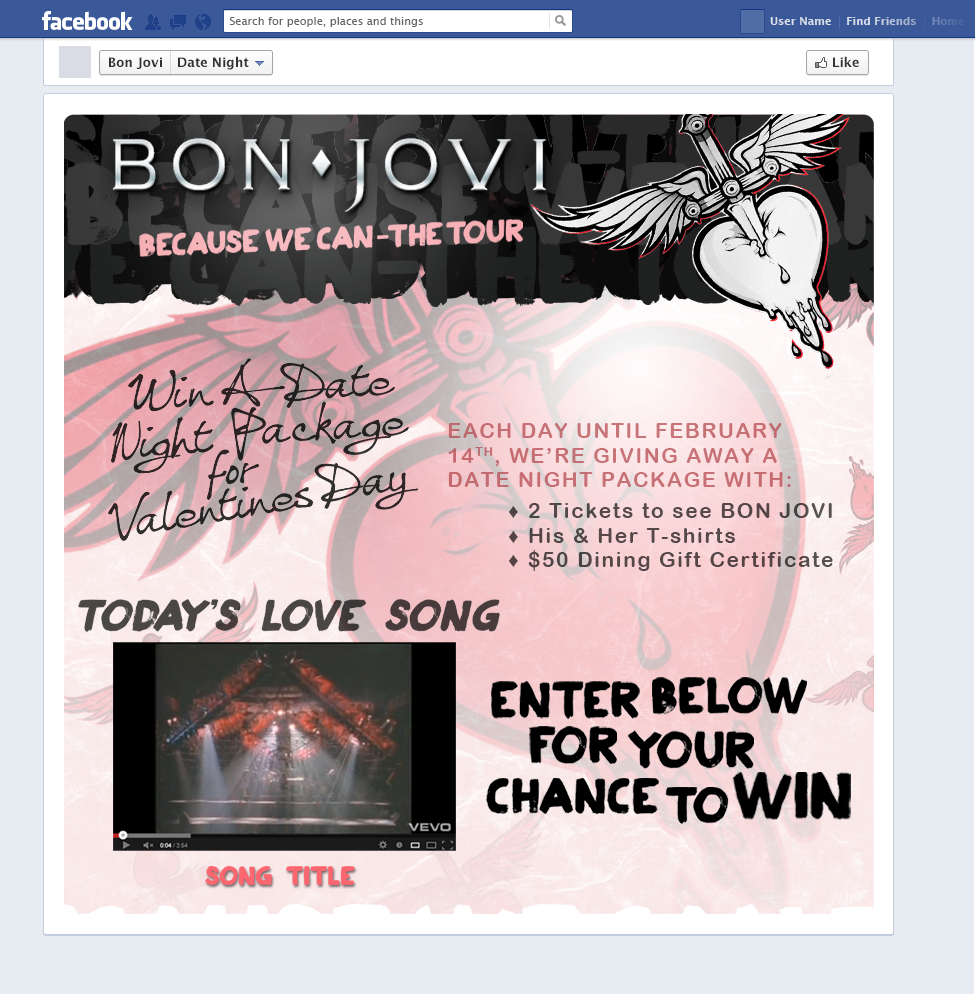 facebook
Search for people, places and things
User Name
Find Friends
Home
Bon Jovi
Date Night
Like
BON♦JOVI
BECAUSE WE CAN-THE TOUR
Win A Date
Night Package
for
Valentines Day
EACH DAY UNTIL FEBRUARY
14TH, WE'RE GIVING AWAY A
DATE NIGHT PACKAGE WITH:
♦ 2 Tickets to see BON JOVI
♦ His & Her T-shirts
♦ $50 Dining Gift Certificate
TODAY'S LOVE SONG
VEVO
0:04 / 3:54
SONG TITLE
ENTER BELOW
FOR YOUR
CHANCE TO WIN